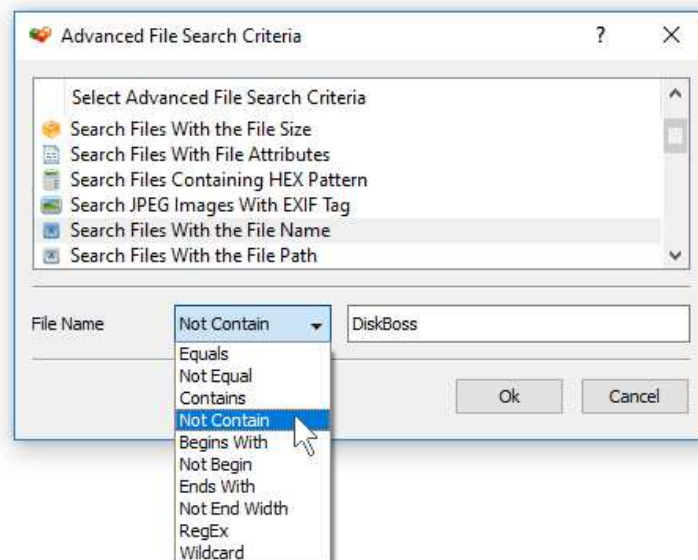 Advanced File Search Criteria
Select Advanced File Search Criteria
Search Files With the File Size
Search Files With File Attributes
Search Files Containing HEX Pattern
Search JPEG Images With EXIF Tag
Search Files With the File Name
Search Files With the File Path
File Name Not Contain DiskBoss
Equals
Not Equal
Contains
Ok Cancel
Not Contain
Begins With
Not Begin
Ends With
Not End Width
RegEx
Wildcard